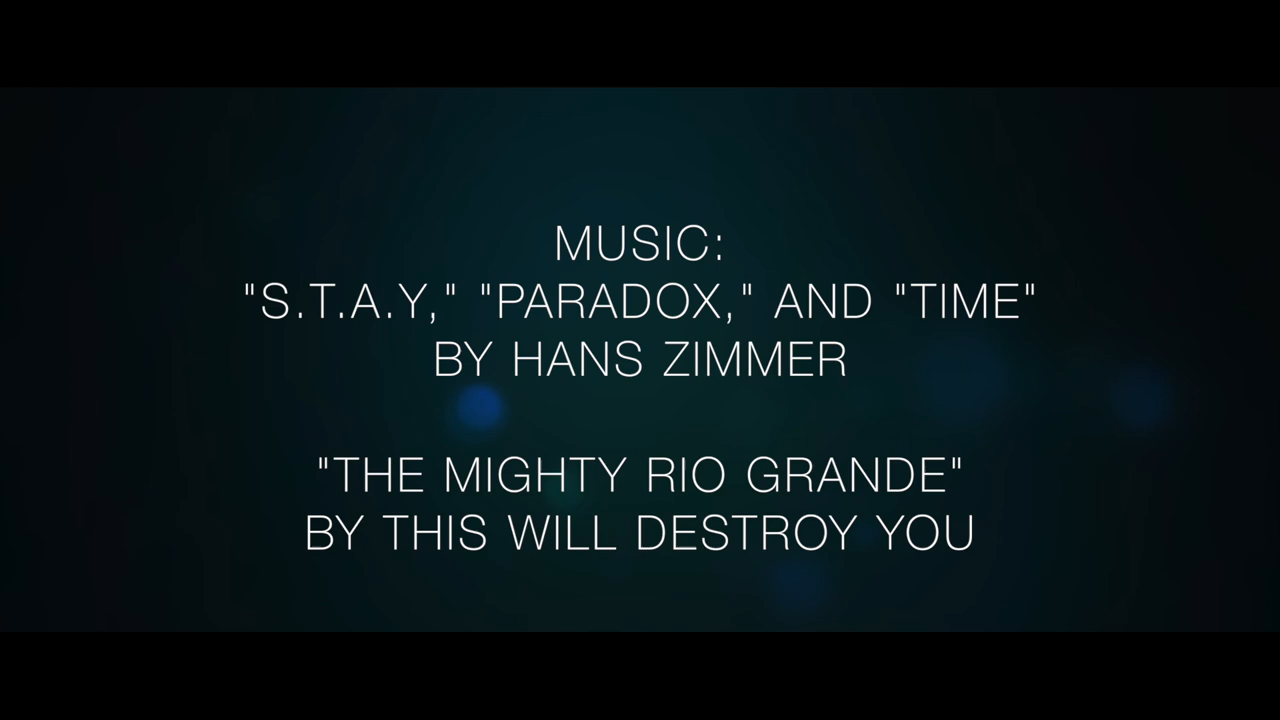 MUSIC:
"S.T.A.Y," "PARADOX," AND "TIME"
BY HANS ZIMMER
"THE MIGHTY RIO GRANDE"
BY THIS WILL DESTROY YOU